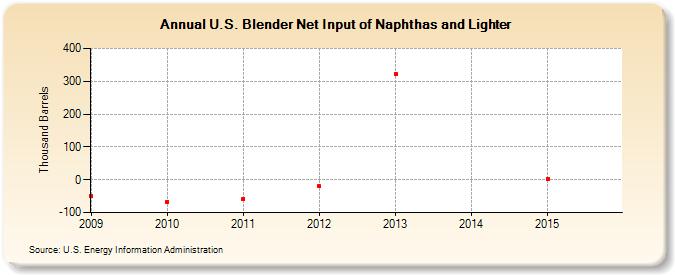 Annual U.S. Blender Net Input of Naphthas and Lighter
Thousand Barrels
400
300
200
100
0
-100
2009 2010 2011 2012 2013 2014 2015
Source: U.S. Energy Information Administration